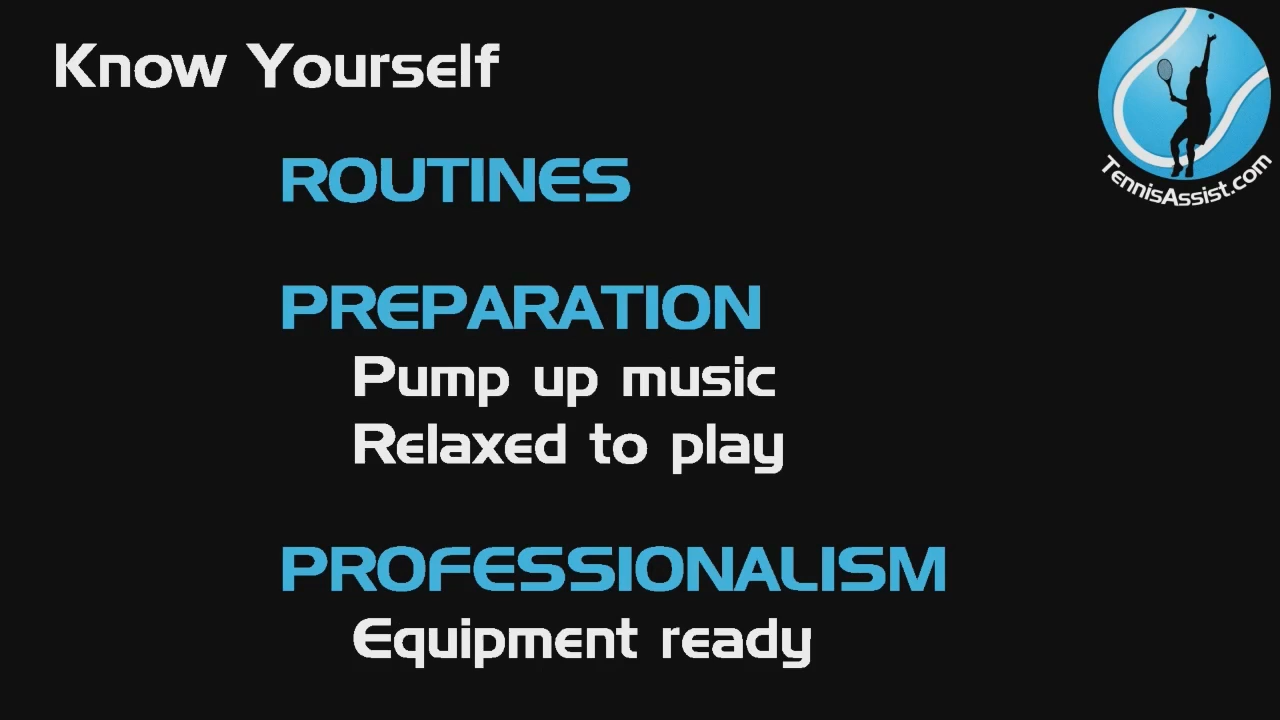 Know Yourself
TennisAssist.com
ROUTINES
PREPARATION
Pump up music
Relaxed to play
PROFESSIONALISM
Equipment ready